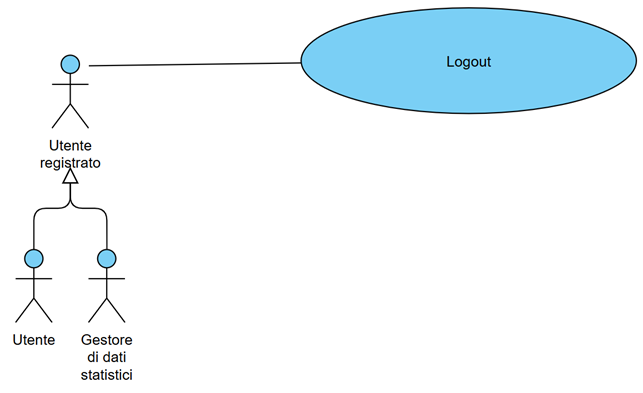 Logout
Utente
registrato
Utente
Gestore
di dati
statistici